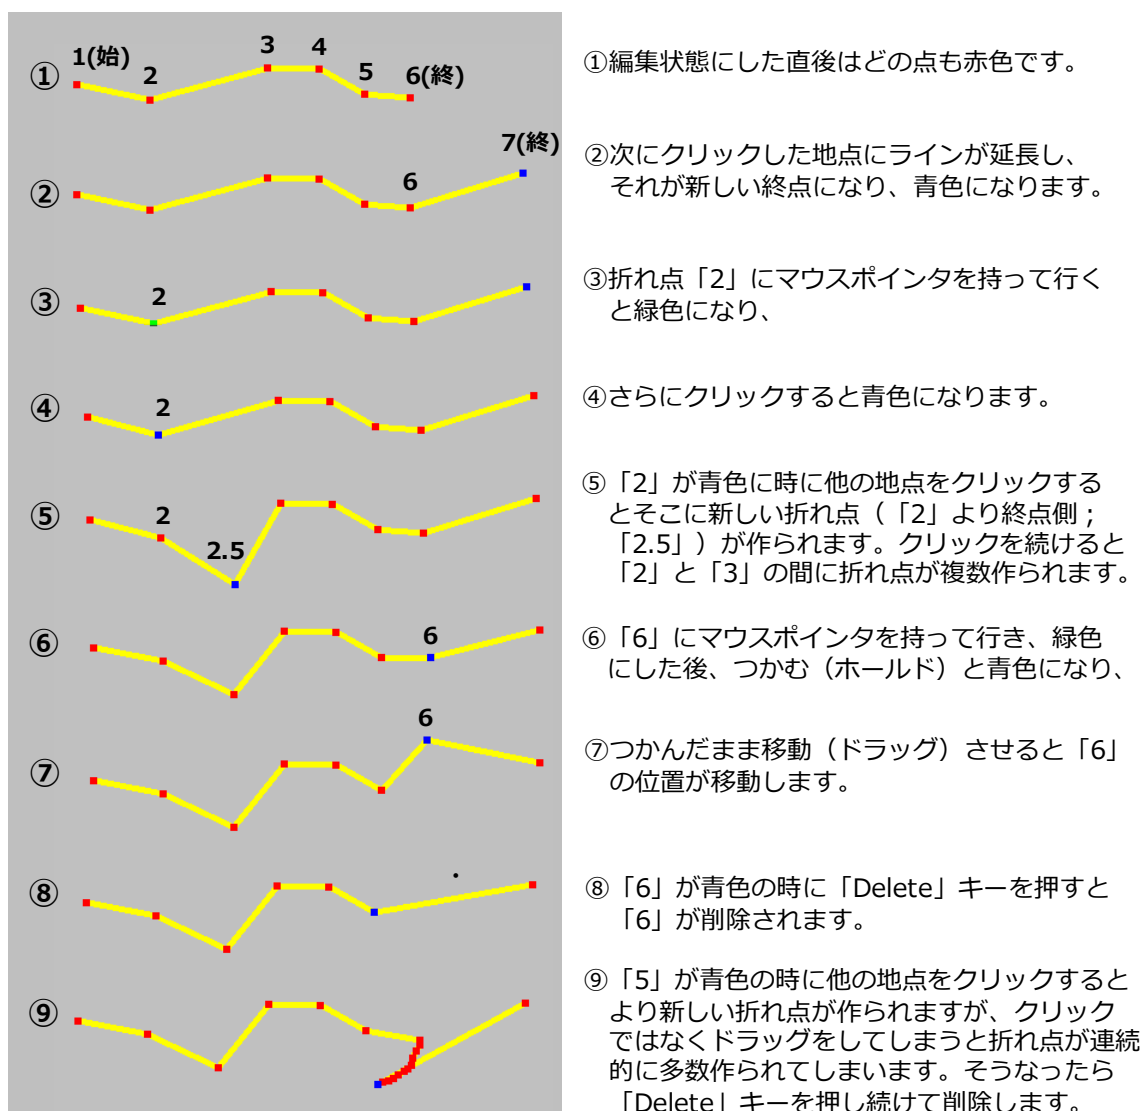 ① 1(始) 2 3 4 5 6(終)
①編集状態にした直後はどの点も赤色です。
② 6 7(終)
②次にクリックした地点にラインが延長し、
それが新しい終点になり、青色になります。
③ 2
③折れ点「2」にマウスポインタを持って行く
と緑色になり、
④ 2
④さらにクリックすると青色になります。
⑤ 2 2.5
⑤「2」が青色に時に他の地点をクリックする
とそこに新しい折れ点（「2」より終点側；
「2.5」）が作られます。クリックを続けると
「2」と「3」の間に折れ点が複数作られます。
⑥ 6
⑥「6」にマウスポインタを持って行き、緑色
にした後、つかむ（ホールド）と青色になり、
⑦ 6
⑦つかんだまま移動（ドラッグ）させると「6」
の位置が移動します。
⑧
⑧「6」が青色の時に「Delete」キーを押すと
「6」が削除されます。
⑨
⑨「5」が青色の時に他の地点をクリックすると
より新しい折れ点が作られますが、クリック
ではなくドラッグをしてしまうと折れ点が連続
的に多数作られてしまいます。そうなったら
「Delete」キーを押し続けて削除します。